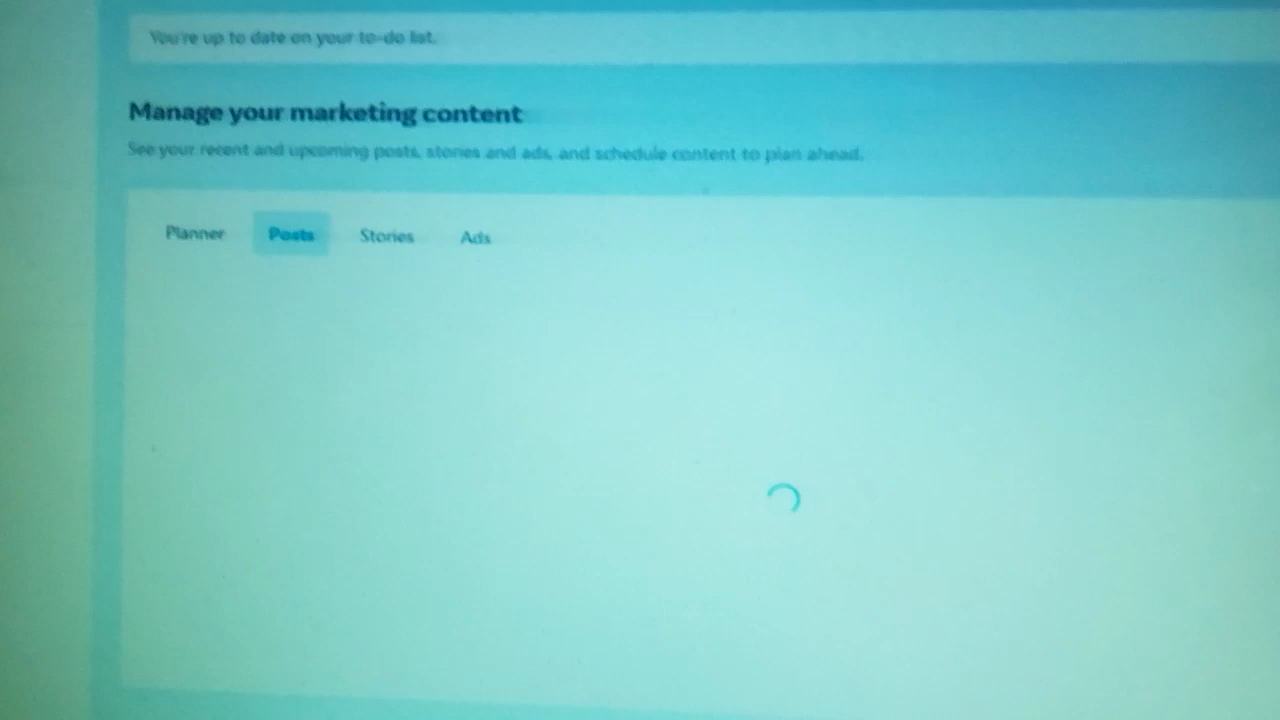 You're up to date on your to-do list.
Manage your marketing content
See your recent and upcoming posts, stories and ads, and schedule content to plan ahead.
Planner Posts Stories Ads